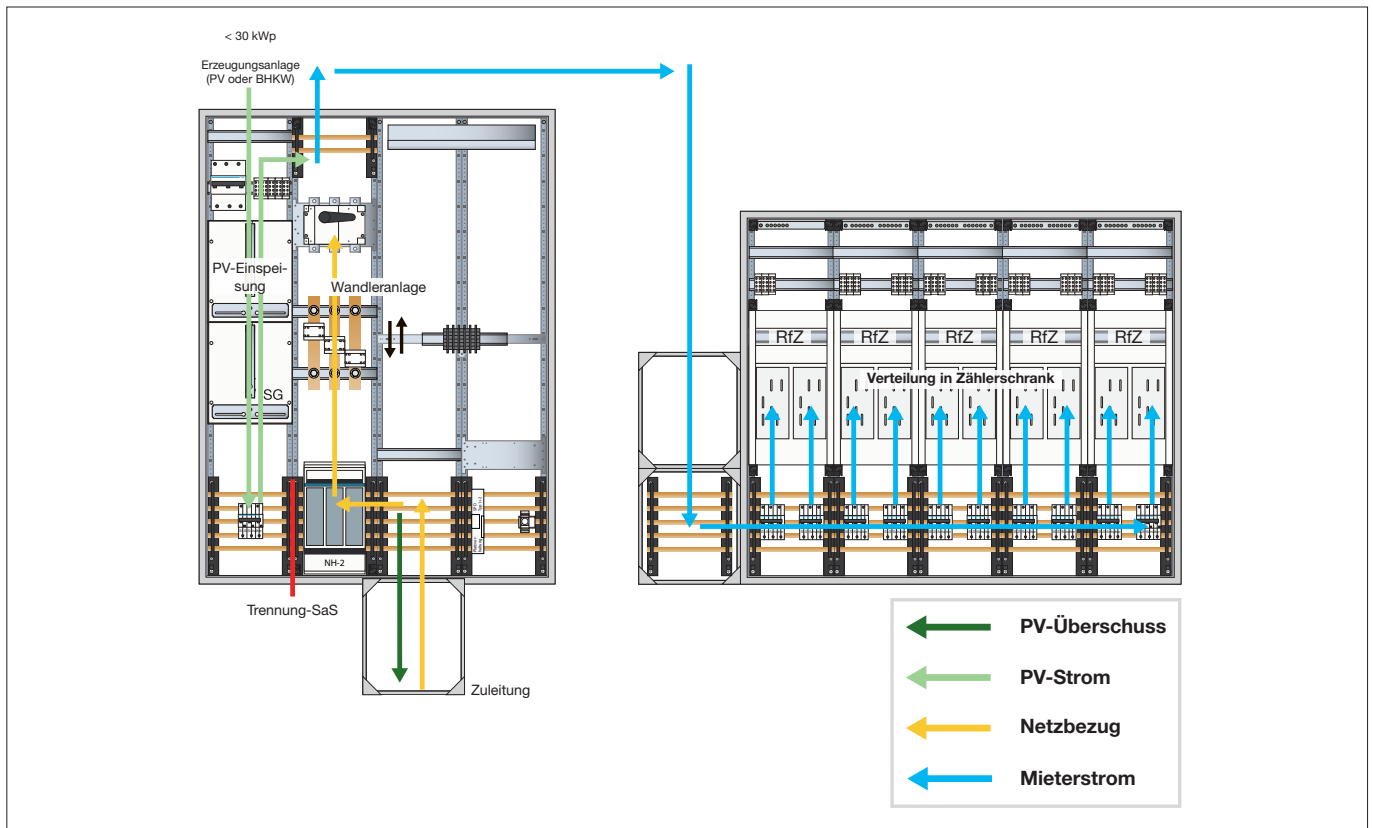 < 30 kWp
Erzeugungsanlage
(PV oder BHKW)
PV-Einspei-
sung
Wandleranlage
SG
NH-2
Trennung-SaS
Zuleitung
RfZ
RfZ
RfZ
RfZ
RfZ
Verteilung in Zählerschrank
PV-Überschuss
PV-Strom
Netzbezug
Mieterstrom